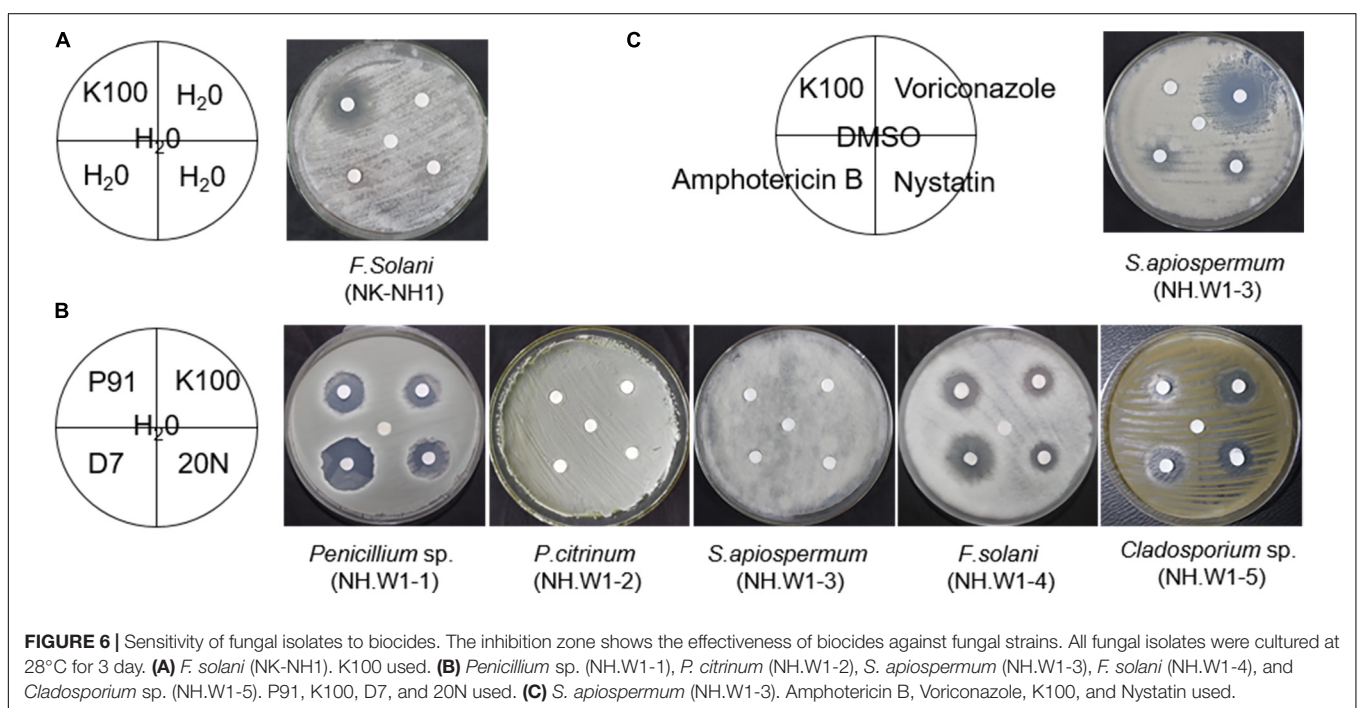 A
K100
H20
H20
H20
H20
F.Solani
(NK-NH1)
C
K100
Voriconazole
DMSO
Amphotericin B
Nystatin
S.apiospermum
(NH.W1-3)
B
P91
K100
H20
D7
20N
Penicillium sp.
(NH.W1-1)
P.citrinum
(NH.W1-2)
S.apiospermum
(NH.W1-3)
F.solani
(NH.W1-4)
Cladosporium sp.
(NH.W1-5)
FIGURE 6 | Sensitivity of fungal isolates to biocides. The inhibition zone shows the effectiveness of biocides against fungal strains. All fungal isolates were cultured at
28°C for 3 day. (A) F. solani (NK-NH1). K100 used. (B) Penicillium sp. (NH.W1-1), P. citrinum (NH.W1-2), S. apiospermum (NH.W1-3), F. solani (NH.W1-4), and
Cladosporium sp. (NH.W1-5). P91, K100, D7, and 20N used. (C) S. apiospermum (NH.W1-3). Amphotericin B, Voriconazole, K100, and Nystatin used.